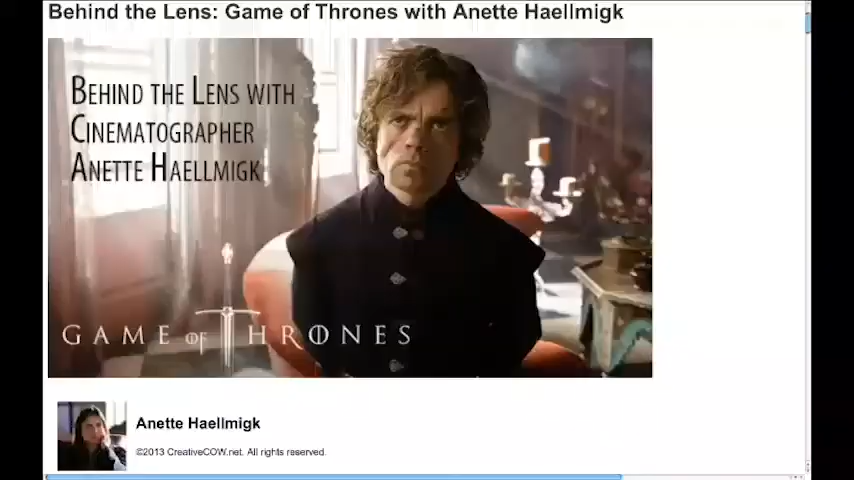 Behind the Lens: Game of Thrones with Anette Haellmigk
BEHIND THE LENS WITH
CINEMATOGRAPHER
ANETTE HAELLMIGK
GAME OF THRONES
Anette Haellmigk
©2013 CreativeCOW.net. All rights reserved.